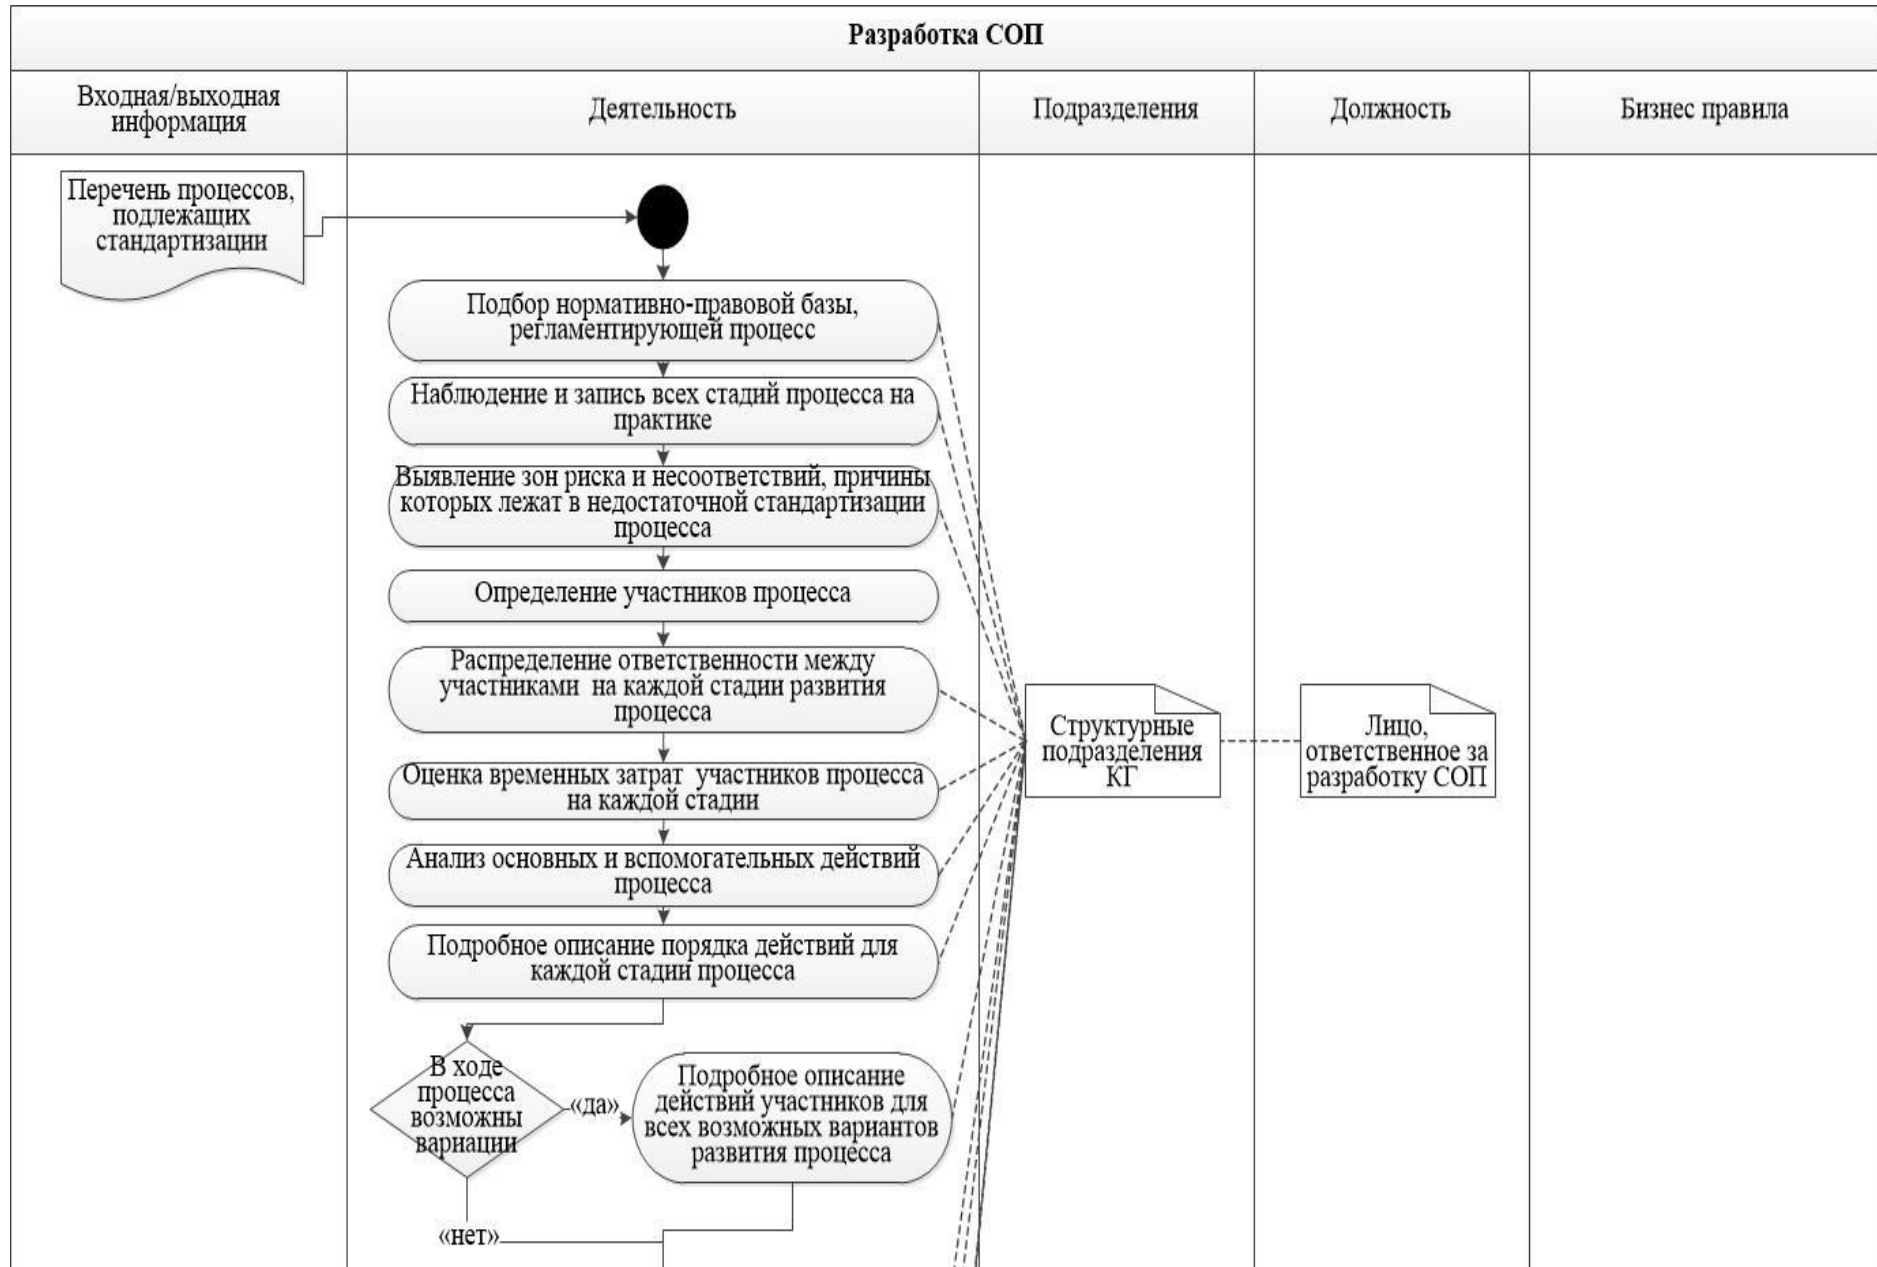 Разработка СОП
Входная/выходная
информация
Деятельность
Подразделения
Должность
Бизнес правила
Перечень процессов,
подлежащих
стандартизации
Подбор нормативно-правовой базы,
регламентирующей процесс
Наблюдение и запись всех стадий процесса на
практике
Выявление зон риска и несоответствий, причины
которых лежат в недостаточной стандартизации
процесса
Определение участников процесса
Распределение ответственности между
участниками на каждой стадии развития
процесса
Структурные
подразделения
КГ
Лицо,
ответственное за
разработку СОП
Оценка временных затрат участников процесса
на каждой стадии
Анализ основных и вспомогательных действий
процесса
Подробное описание порядка действий для
каждой стадии процесса
В ходе
процесса
возможны
вариации
«да»
Подробное описание
действий участников для
всех возможных вариантов
развития процесса
«нет»